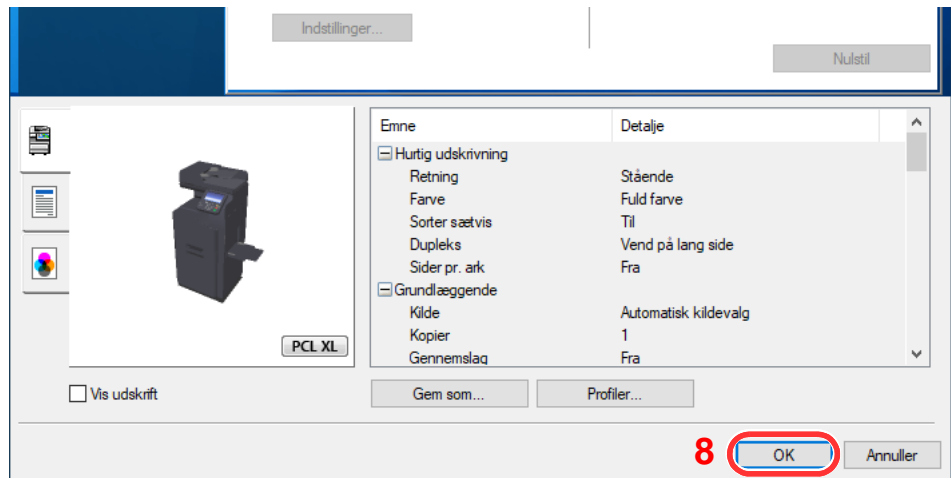 Indstillinger...
Nulstil
Emne Detalje
Hurtig udskrivning
Retning Stående
Farve Fuld farve
Sorter sætvis Til
Dupleks Vend på lang side
Sider pr. ark Fra
Grundlæggende
Kilde Automatisk kildevalg
Kopier 1
Gennemslag Fra
PCL XL
Vis udskrift Gem som... Profiler...
8 OK Annuller